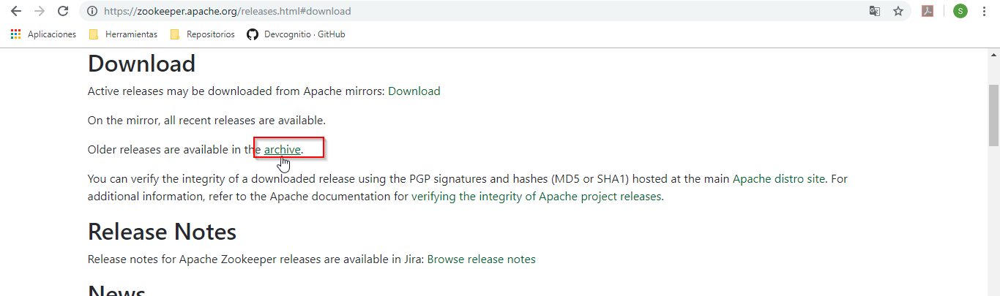 https://zookeeper.apache.org/releases.html#download
S
Aplicaciones Herramientas Repositorios Devcognitio · GitHub
Download
Active releases may be downloaded from Apache mirrors: Download
On the mirror, all recent releases are available.
Older releases are available in the archive.
You can verify the integrity of a downloaded release using the PGP signatures and hashes (MD5 or SHA1) hosted at the main Apache distro site. For
additional information, refer to the Apache documentation for verifying the integrity of Apache project releases.
Release Notes
Release notes for Apache Zookeeper releases are available in Jira: Browse release notes
News